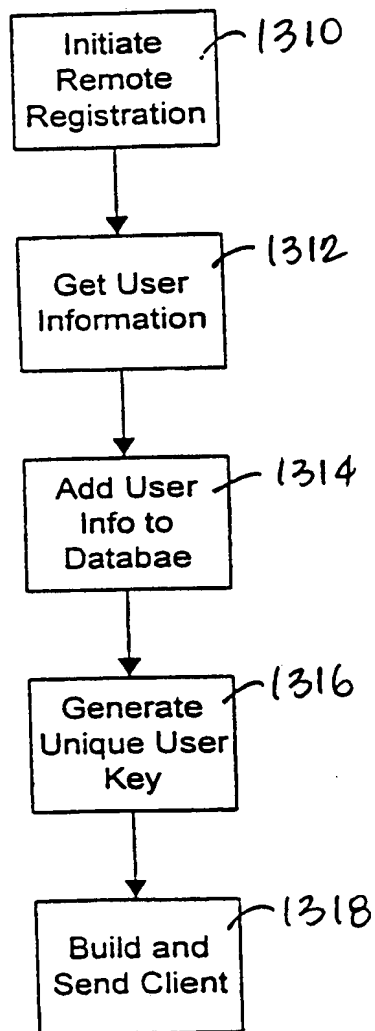 Initiate
Remote
Registration
1310
Get User
Information
1312
Add User
Info to
Databae
1314
Generate
Unique User
Key
1316
Build and
Send Client
1318